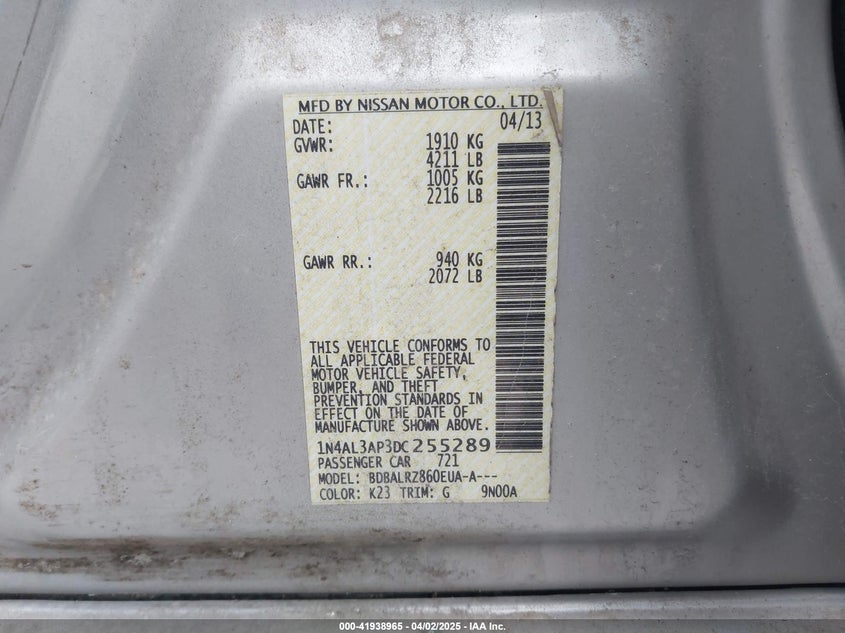 MFD BY NISSAN MOTOR CO., LTD.
DATE: 04/13
GVWR: 1910 KG
4211 LB
GAWR FR.: 1005 KG
2216 LB
GAWR RR.: 940 KG
2072 LB
THIS VEHICLE CONFORMS TO
ALL APPLICABLE FEDERAL
MOTOR VEHICLE SAFETY,
BUMPER, AND THEFT
PREVENTION STANDARDS IN
EFFECT ON THE DATE OF
MANUFACTURE SHOWN ABOVE.
1N4AL3AP3DC255289
PASSENGER CAR 721
MODEL: BDBALRZ860EUA-A---
COLOR: K23 TRIM: G 9N00A
000-41938965 - 04/02/2025 - IAA Inc.